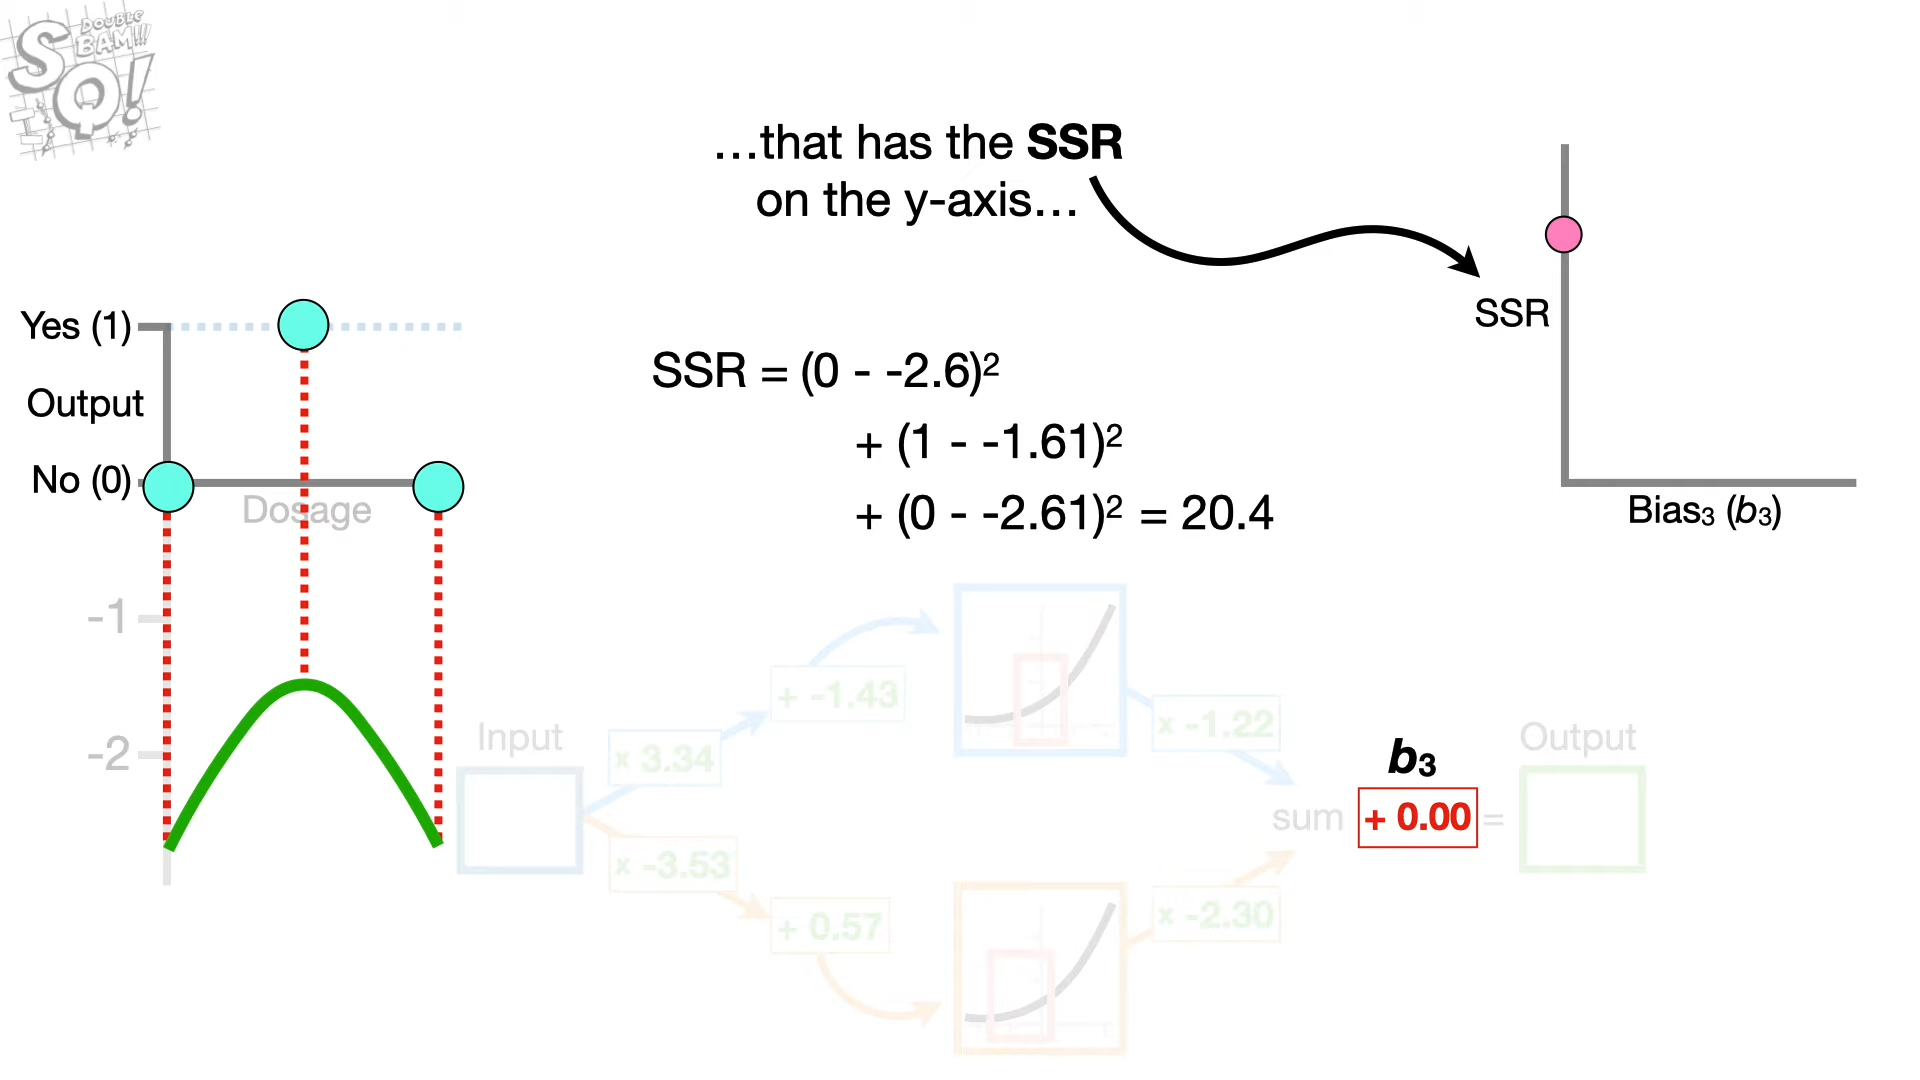 DOUBLE
BAM!!!
SQ!
…that has the SSR
on the y-axis…
SSR
Bias₃ (b₃)
Yes (1)
Output
No (0)
Dosage
-1
-2
SSR = (0 - -2.6)²
+ (1 - -1.61)²
+ (0 - -2.61)² = 20.4
Input
x 3.34
+ -1.43
x -1.22
x -3.53
+ 0.57
x -2.30
sum
b₃
+ 0.00
=
Output